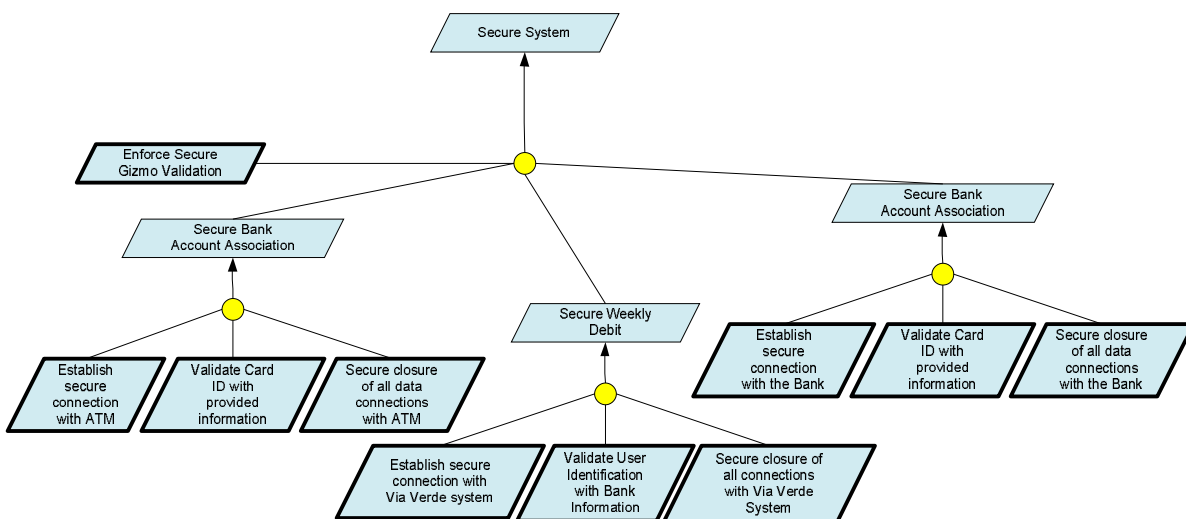 Secure System
Enforce Secure
Gizmo Validation
Secure Bank
Account Association
Secure Bank
Account Association
Secure Weekly
Debit
Establish
secure
connection
with ATM
Validate Card
ID with
provided
information
Secure closure
of all data
connections
with ATM
Establish
secure
connection
with the Bank
Validate Card
ID with
provided
information
Secure closure
of all data
connections
with the Bank
Establish secure
connection with
Via Verde system
Validate User
Identification
with Bank
Information
Secure closure of
all connections
with Via Verde
System